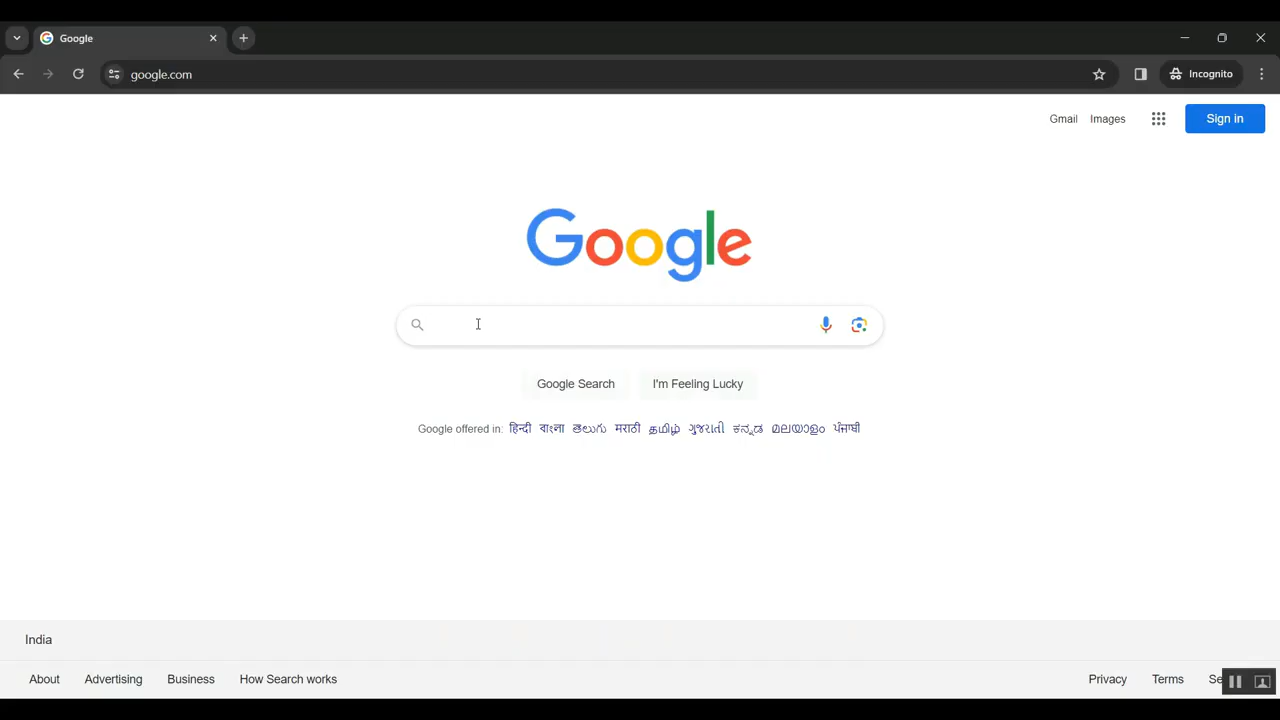 Google
google.com
Incognito
Gmail Images Sign in
Google
Google Search I'm Feeling Lucky
Google offered in: हिन्दी বাংলা తెలుగు मराठी தமிழ் ગુજરાતી ಕನ್ನಡ മലയാളം ਪੰਜਾਬੀ
India
About Advertising Business How Search works Privacy Terms Se